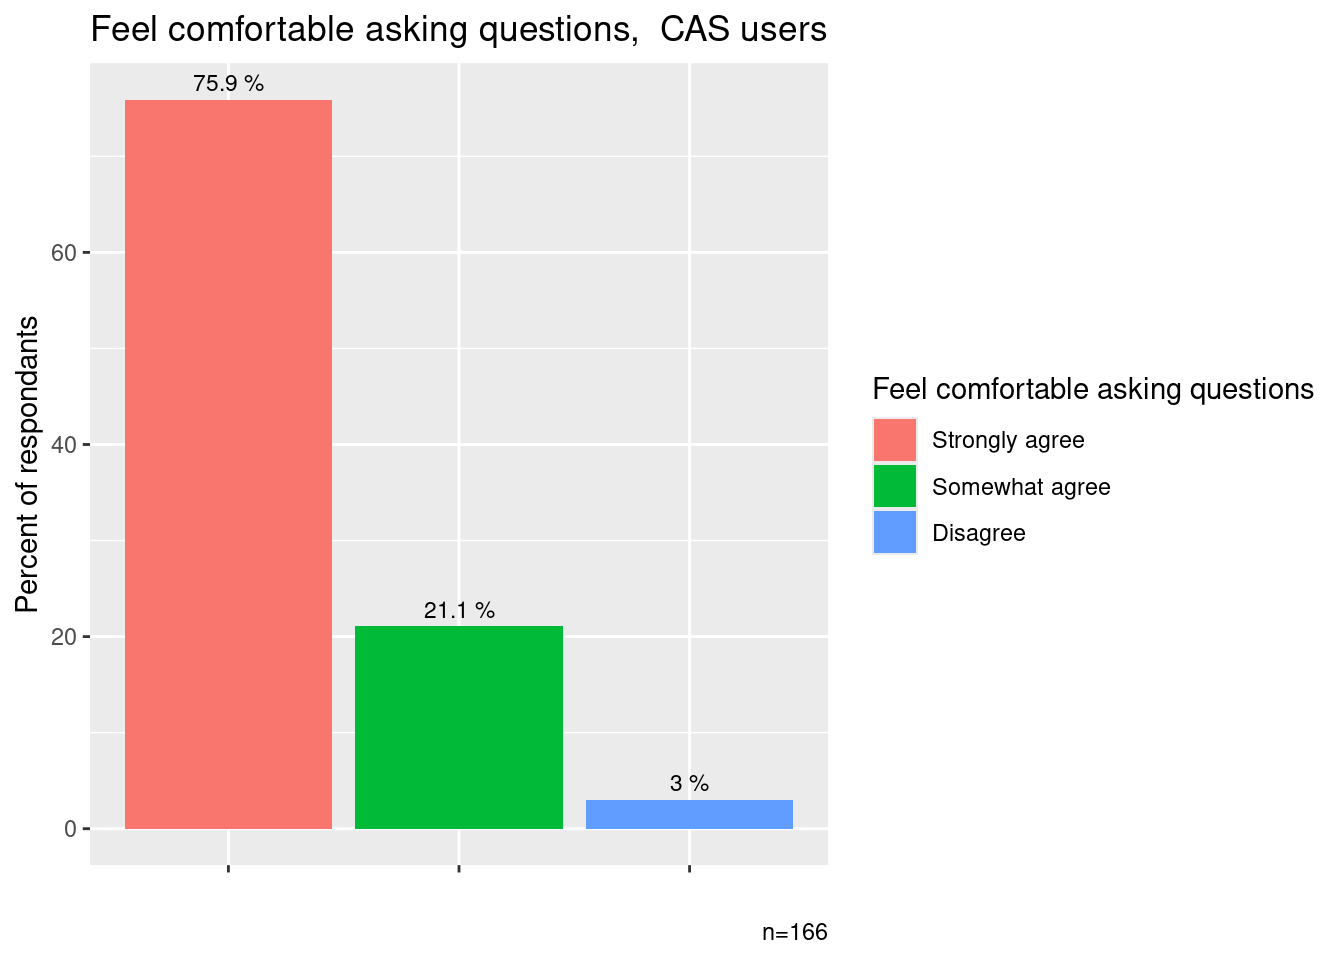 Feel comfortable asking questions,  CAS users
75.9 %
21.1 %
3 %
60
40
20
0
Percent of respondants
Feel comfortable asking questions
Strongly agree
Somewhat agree
Disagree
n=166